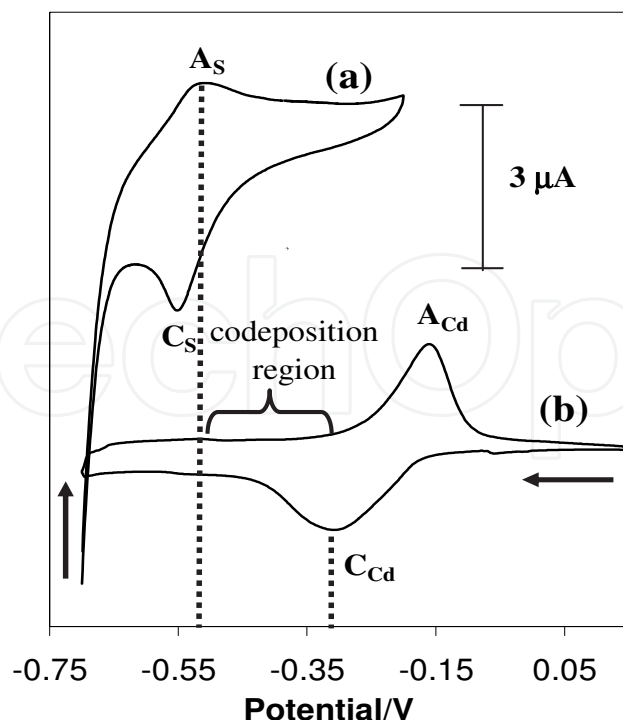 A_S
(a)
3 μA
C_S
codeposition
region
A_Cd
(b)
C_Cd
-0.75 -0.55 -0.35 -0.15 0.05
Potential/V